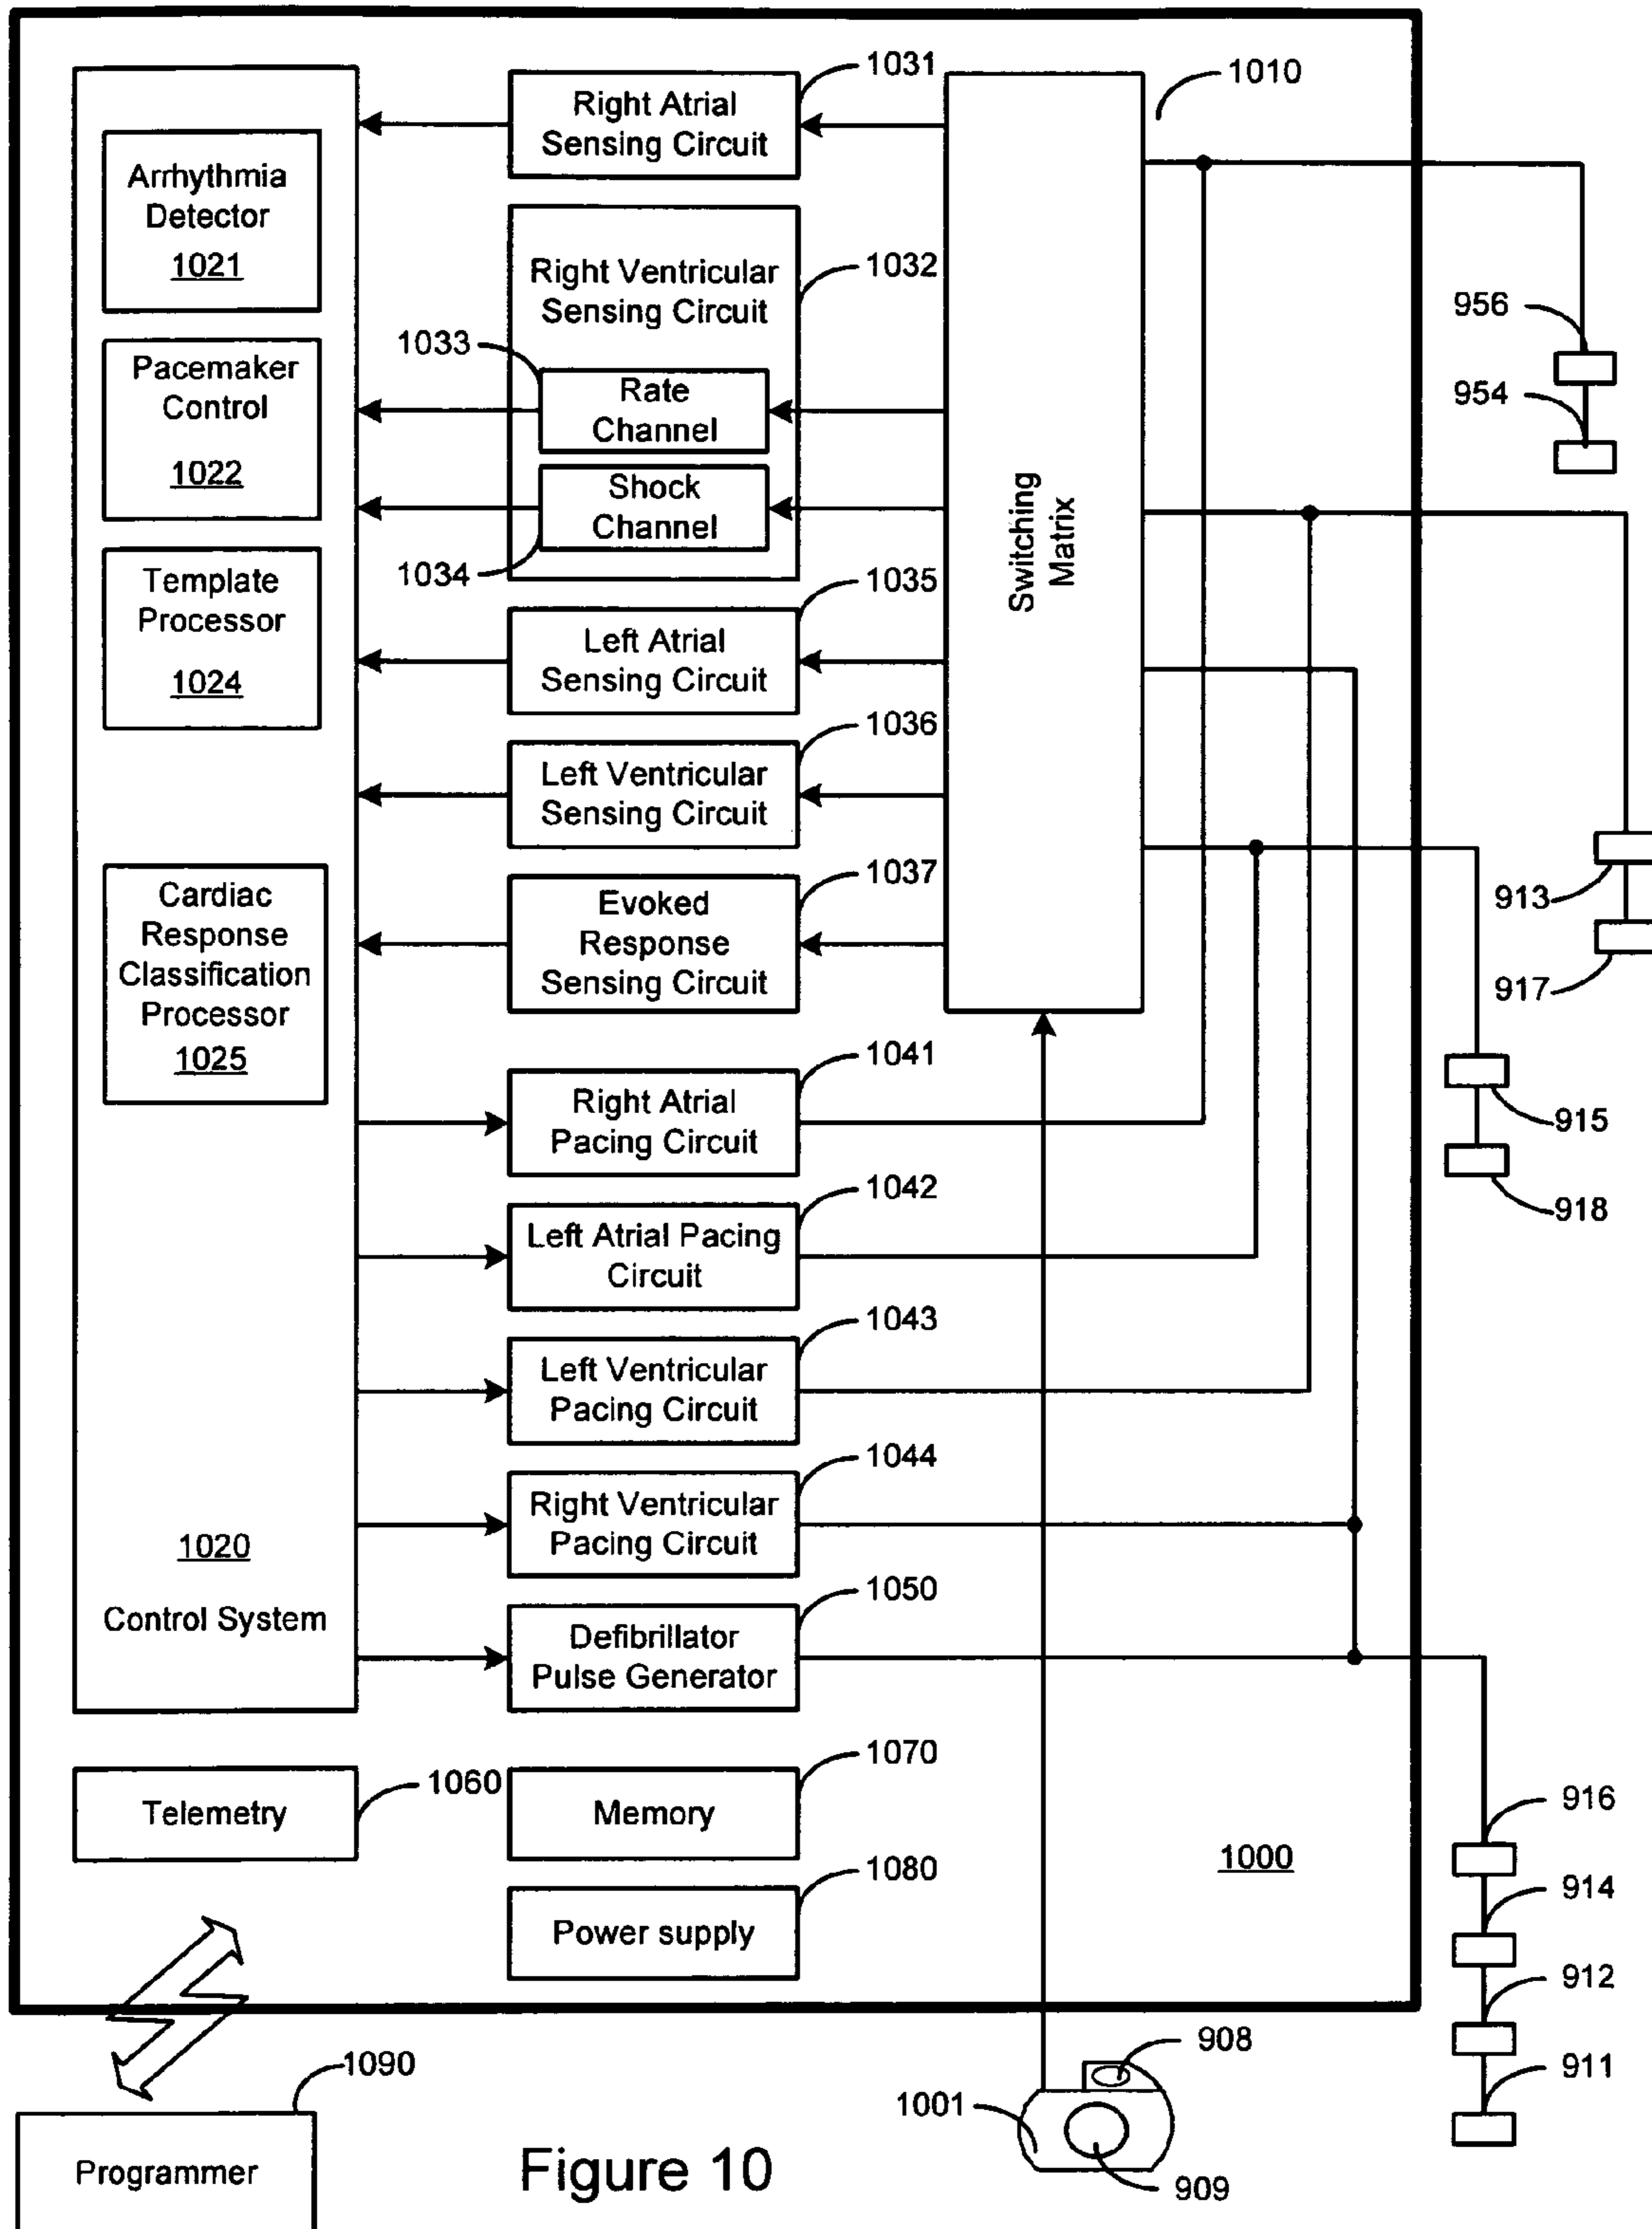 1031
1010
Right Atrial
Sensing Circuit
Arrhythmia
Detector
1021
Right Ventricular
Sensing Circuit
1032
1033
Rate
Channel
Shock
Channel
1034
Pacemaker
Control
1022
Switching
Matrix
956
954
Template
Processor
1024
1035
Left Atrial
Sensing Circuit
1036
Left Ventricular
Sensing Circuit
913
917
Cardiac
Response
Classification
Processor
1025
1037
Evoked
Response
Sensing Circuit
915
918
1041
Right Atrial
Pacing Circuit
1042
Left Atrial Pacing
Circuit
1043
Left Ventricular
Pacing Circuit
1044
Right Ventricular
Pacing Circuit
1020
Control System
1050
Defibrillator
Pulse Generator
1060
Telemetry
1070
Memory
1080
Power supply
1000
916
914
912
911
1090
Programmer
908
1001
909
Figure 10